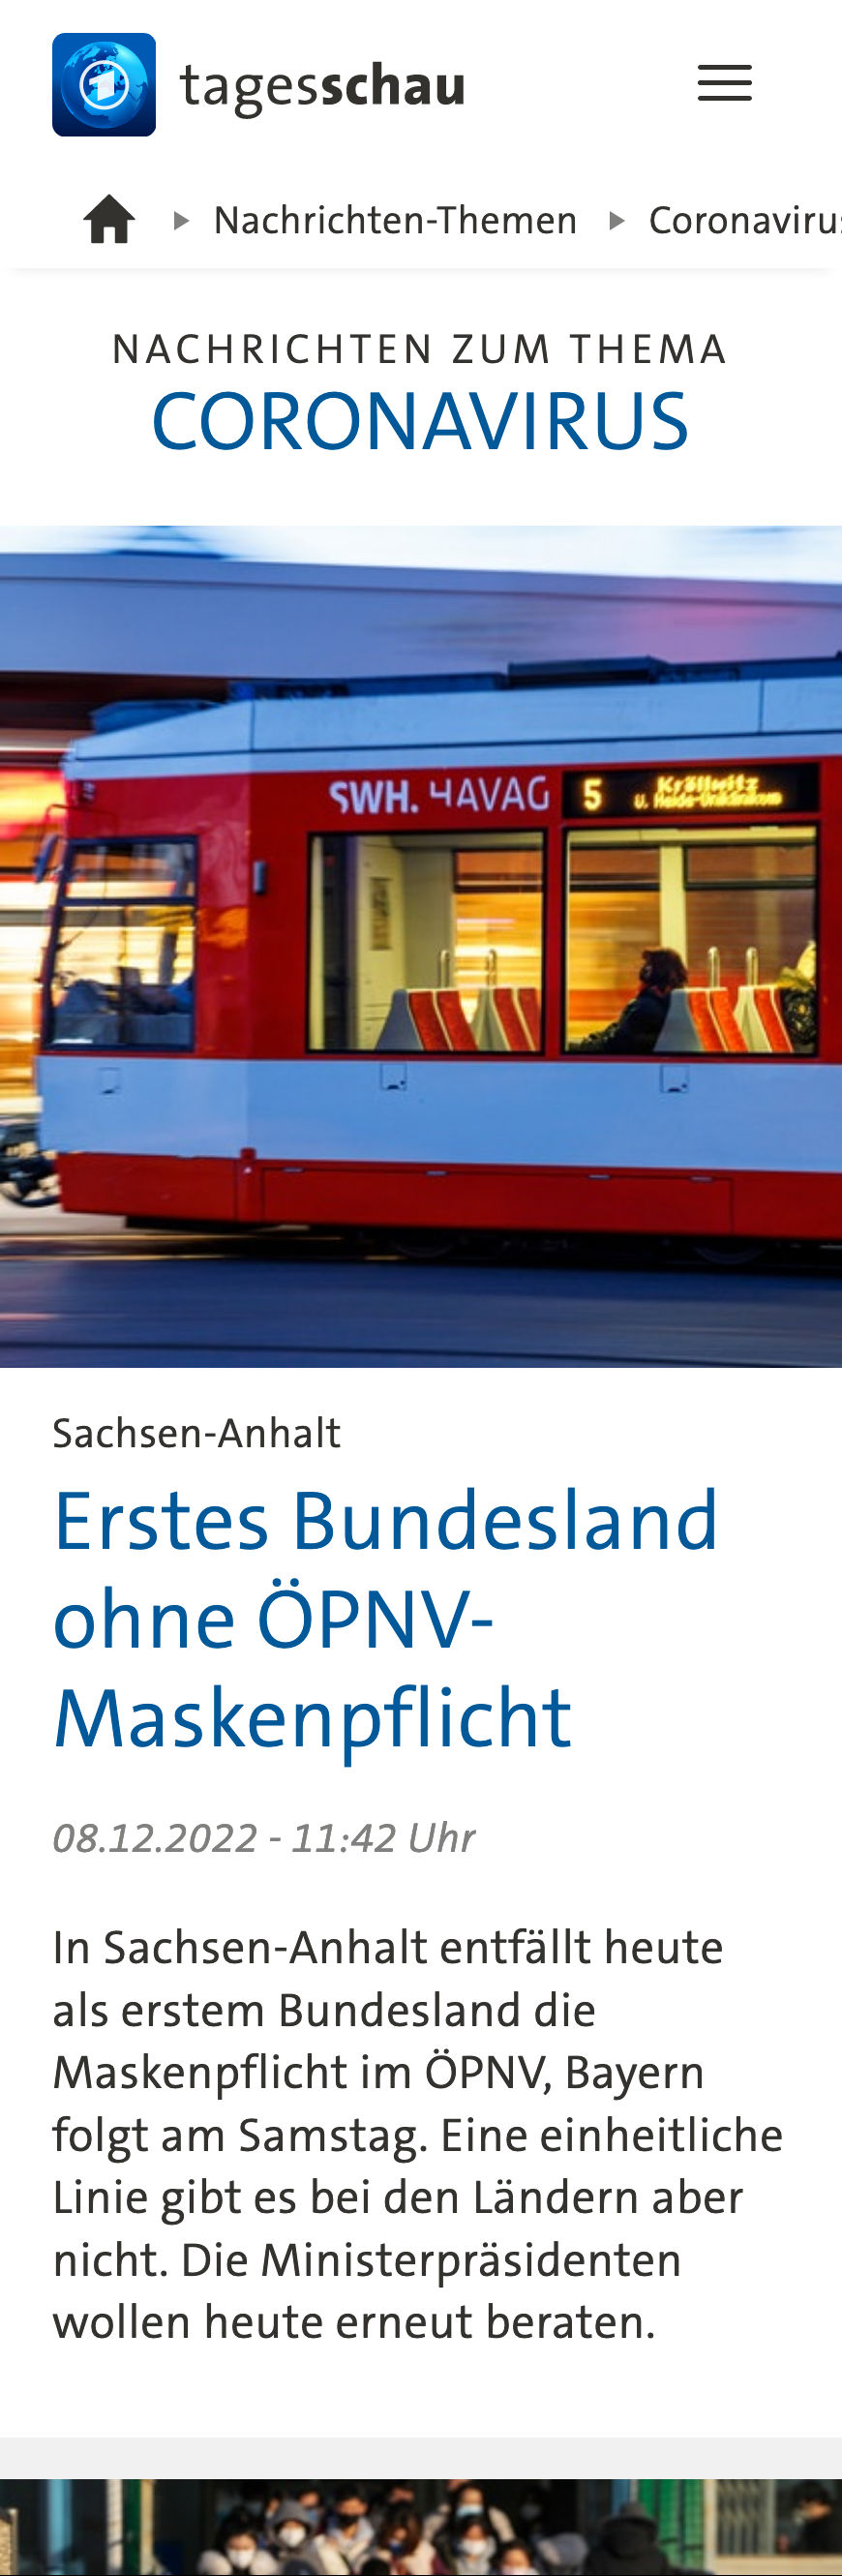 tagesschau
Nachrichten-Themen Coronavirus
NACHRICHTEN ZUM THEMA
CORONAVIRUS
SWH. HAVAG 5 Kröllwitz
Sachsen-Anhalt
Erstes Bundesland
ohne ÖPNV-
Maskenpflicht
08.12.2022 - 11:42 Uhr
In Sachsen-Anhalt entfällt heute
als erstem Bundesland die
Maskenpflicht im ÖPNV, Bayern
folgt am Samstag. Eine einheitliche
Linie gibt es bei den Ländern aber
nicht. Die Ministerpräsidenten
wollen heute erneut beraten.